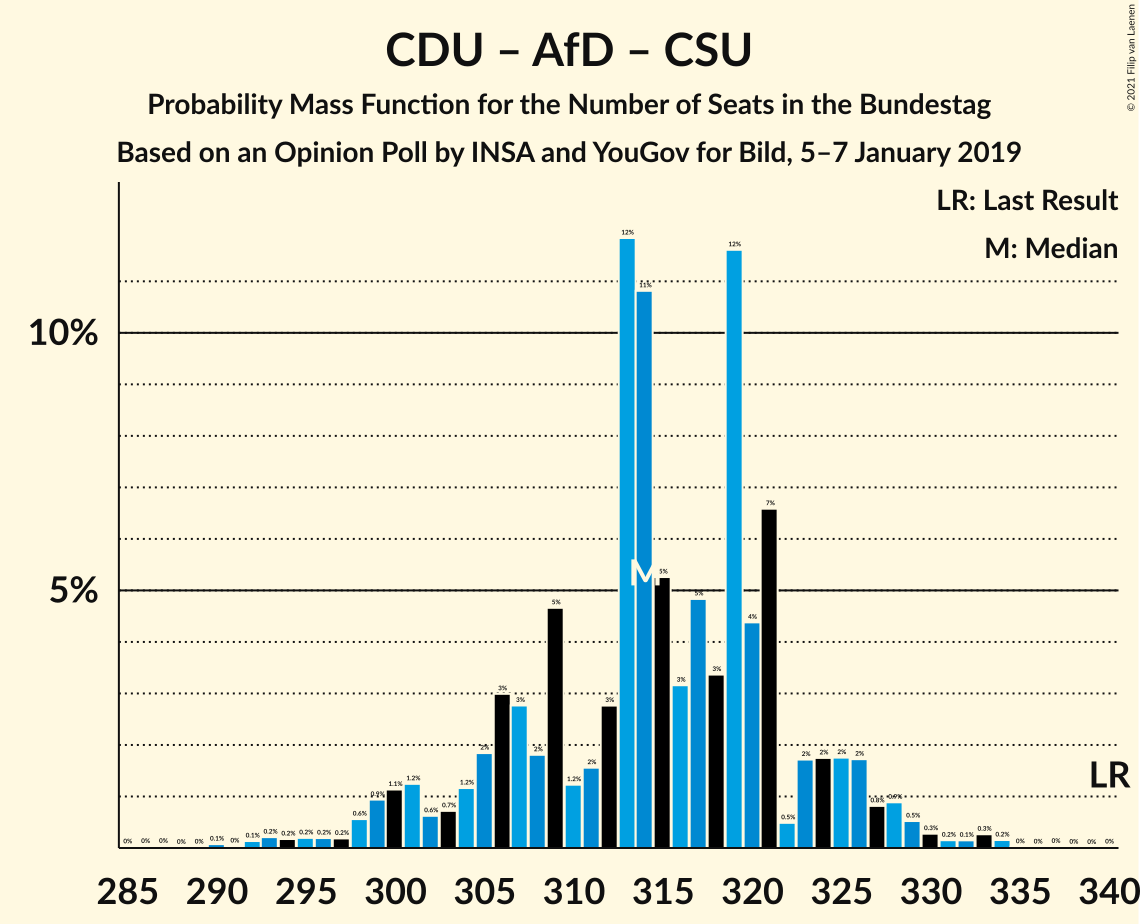 CDU – AfD – CSU
Probability Mass Function for the Number of Seats in the Bundestag
Based on an Opinion Poll by INSA and YouGov for Bild, 5–7 January 2019
© 2021 Filip van Laenen
LR: Last Result
M: Median
10%
5%
0% 0% 0% 0% 0% 0.1% 0% 0.1% 0.2% 0.2% 0.2% 0.2% 0.2% 0.6% 0.9% 1.1% 1.2% 0.6% 0.7% 1.2% 2% 3% 3% 2% 5% 1.2% 2% 3% 12% 11% 5% 3% 5% 3% 12% 4% 7% 0.5% 2% 2% 2% 2% 0.8% 0.9% 0.5% 0.3% 0.2% 0.1% 0.3% 0.2% 0% 0% 0% 0% 0% 0%
M
LR
285 290 295 300 305 310 315 320 325 330 335 340